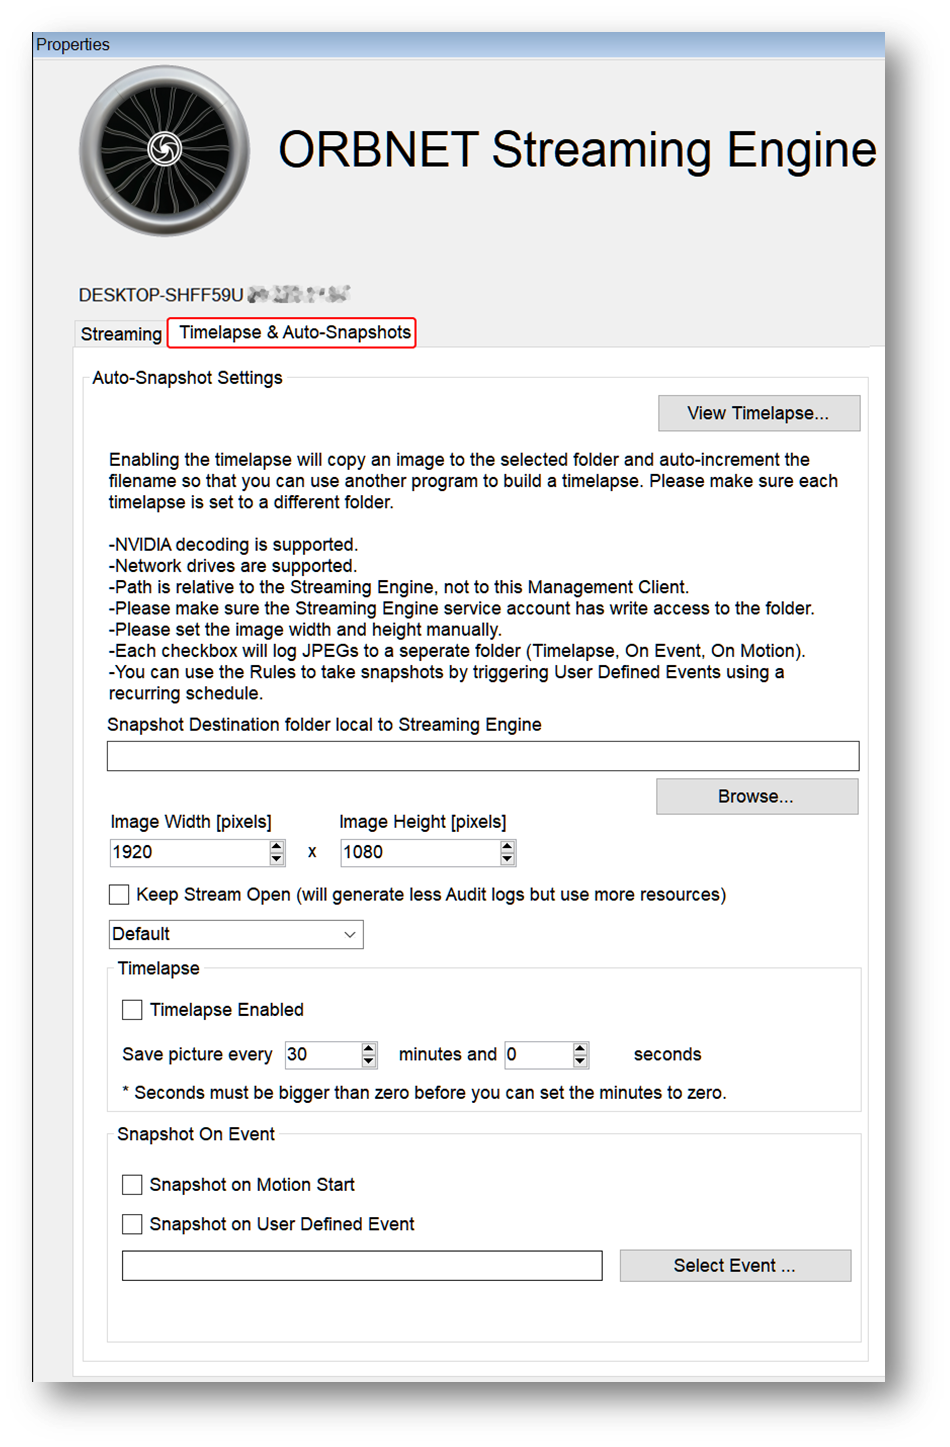 Properties
ORBNET Streaming Engine
DESKTOP-SHFF59U
Streaming Timelapse & Auto-Snapshots
Auto-Snapshot Settings
View Timelapse...
Enabling the timelapse will copy an image to the selected folder and auto-increment the
filename so that you can use another program to build a timelapse. Please make sure each
timelapse is set to a different folder.
-NVIDIA decoding is supported.
-Network drives are supported.
-Path is relative to the Streaming Engine, not to this Management Client.
-Please make sure the Streaming Engine service account has write access to the folder.
-Please set the image width and height manually.
-Each checkbox will log JPEGs to a seperate folder (Timelapse, On Event, On Motion).
-You can use the Rules to take snapshots by triggering User Defined Events using a
recurring schedule.
Snapshot Destination folder local to Streaming Engine
Browse...
Image Width [pixels] Image Height [pixels]
1920 x 1080
Keep Stream Open (will generate less Audit logs but use more resources)
Default
Timelapse
Timelapse Enabled
Save picture every 30 minutes and 0 seconds
* Seconds must be bigger than zero before you can set the minutes to zero.
Snapshot On Event
Snapshot on Motion Start
Snapshot on User Defined Event
Select Event ...